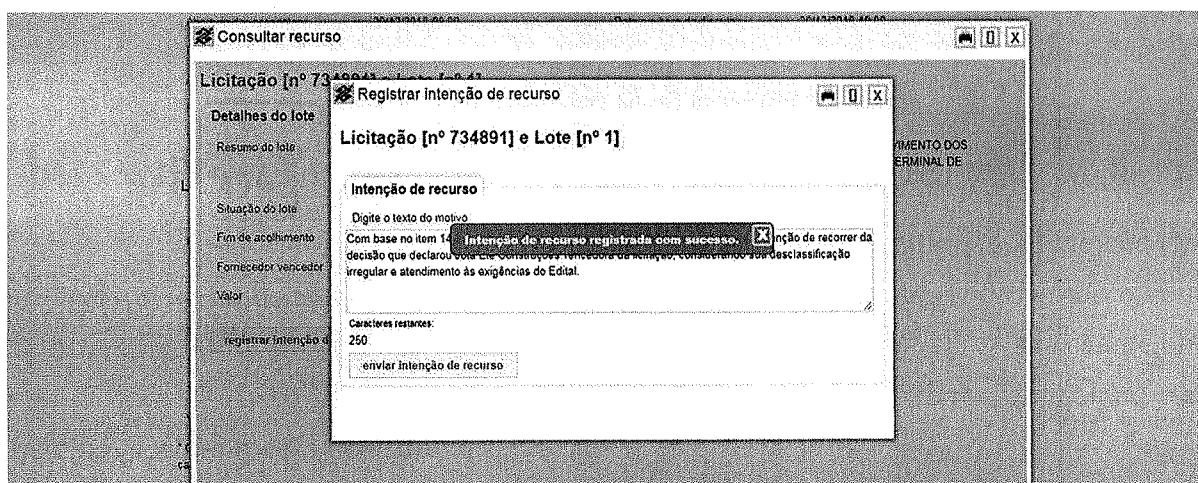 Consultar recurso
Licitação [nº 73
Registrar intenção de recurso
Detalhes do lote
Licitação [nº 734891] e Lote [nº 1]
Resumo do lote
VIMENTO DOS
ERMINAL DE
Intenção de recurso
Situação do lote
Digite o texto do motivo
Fim de acolhimento
Com base no item 14
Intenção de recurso registrada com sucesso.
nção de recorrer da
decisão que declarou
desclassificação
Fornecedor vencedor
irregular e atendimento às exigências do Edital.
Valor
Caracteres restantes:
registrar intenção d
250
enviar intenção de recurso